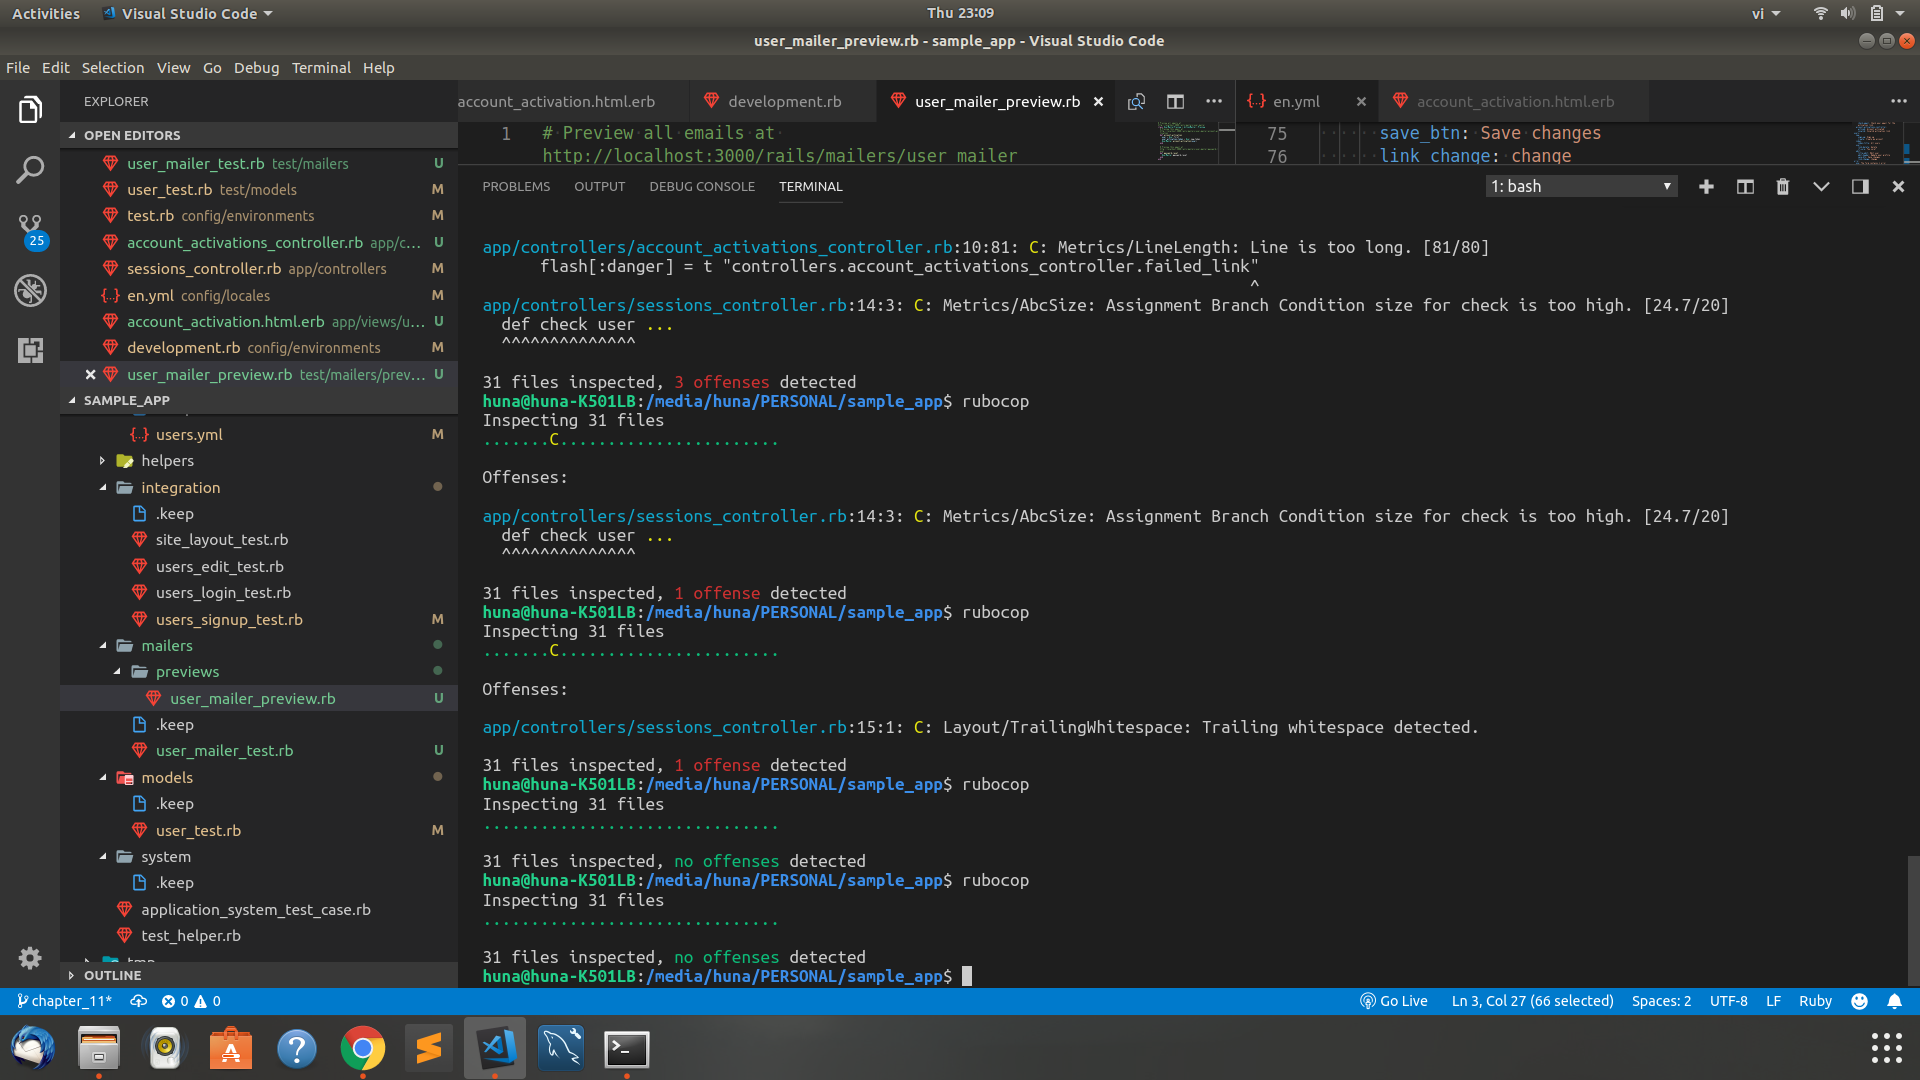 Activities
Visual Studio Code
Thu 23:09
vi
user_mailer_preview.rb - sample_app - Visual Studio Code
File Edit Selection View Go Debug Terminal Help
EXPLORER
OPEN EDITORS
user_mailer_test.rb test/mailers U
user_test.rb test/models M
test.rb config/environments M
account_activations_controller.rb app/c... U
sessions_controller.rb app/controllers M
{..} en.yml config/locales M
account_activation.html.erb app/views/u... U
development.rb config/environments M
user_mailer_preview.rb test/mailers/prev... U
SAMPLE_APP
{..} users.yml M
helpers
integration
.keep
site_layout_test.rb
users_edit_test.rb
users_login_test.rb
users_signup_test.rb M
mailers
previews
user_mailer_preview.rb U
.keep
user_mailer_test.rb U
models
.keep
user_test.rb M
system
.keep
application_system_test_case.rb
test_helper.rb
OUTLINE
25
account_activation.html.erb
development.rb
user_mailer_preview.rb
{..} en.yml
account_activation.html.erb
1 # Preview all emails at
http://localhost:3000/rails/mailers/user_mailer
75 save_btn: Save changes
76 link_change: change
PROBLEMS OUTPUT DEBUG CONSOLE TERMINAL
1: bash
app/controllers/account_activations_controller.rb:10:81: C: Metrics/LineLength: Line is too long. [81/80]
flash[:danger] = t "controllers.account_activations_controller.failed_link"
^
app/controllers/sessions_controller.rb:14:3: C: Metrics/AbcSize: Assignment Branch Condition size for check is too high. [24.7/20]
def check user ...
^^^^^^^^^^^^^^
31 files inspected, 3 offenses detected
huna@huna-K501LB:/media/huna/PERSONAL/sample_app$ rubocop
Inspecting 31 files
.......C.......................
Offenses:
app/controllers/sessions_controller.rb:14:3: C: Metrics/AbcSize: Assignment Branch Condition size for check is too high. [24.7/20]
def check user ...
^^^^^^^^^^^^^^
31 files inspected, 1 offense detected
huna@huna-K501LB:/media/huna/PERSONAL/sample_app$ rubocop
Inspecting 31 files
.......C.......................
Offenses:
app/controllers/sessions_controller.rb:15:1: C: Layout/TrailingWhitespace: Trailing whitespace detected.
31 files inspected, 1 offense detected
huna@huna-K501LB:/media/huna/PERSONAL/sample_app$ rubocop
Inspecting 31 files
...............................
31 files inspected, no offenses detected
huna@huna-K501LB:/media/huna/PERSONAL/sample_app$ rubocop
Inspecting 31 files
...............................
31 files inspected, no offenses detected
huna@huna-K501LB:/media/huna/PERSONAL/sample_app$
chapter_11* 0 0
Go Live Ln 3, Col 27 (66 selected) Spaces: 2 UTF-8 LF Ruby